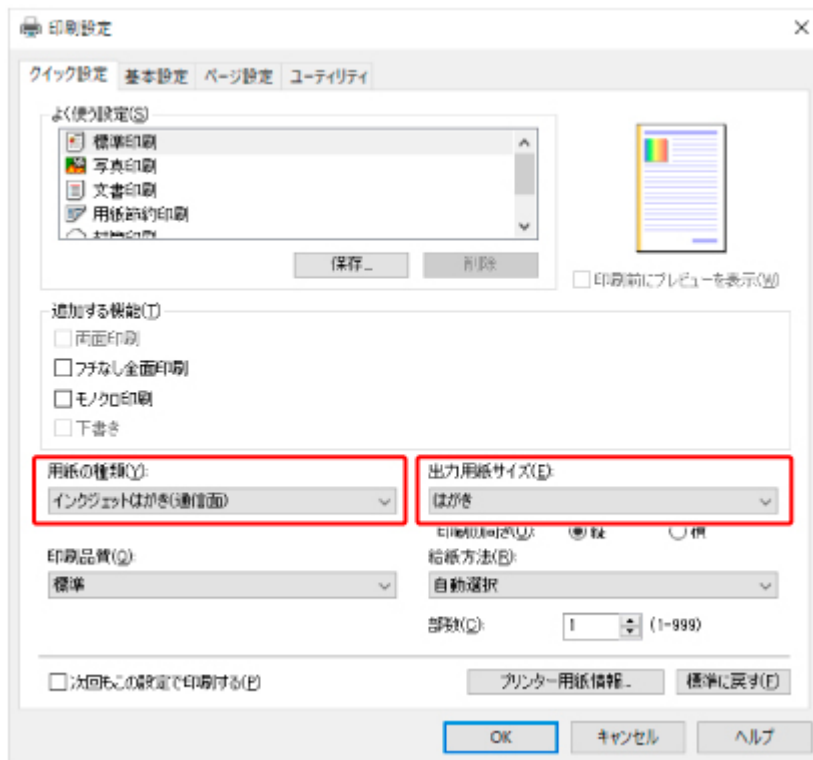 印刷設定
クイック設定 基本設定 ページ設定 ユーティリティ
よく使う設定(S)
標準印刷
写真印刷
文書印刷
用紙節約印刷
封筒印刷
保存... 削除
印刷前にプレビューを表示(W)
追加する機能(T)
両面印刷
フチなし全面印刷
モノクロ印刷
下書き
用紙の種類(Y): 出力用紙サイズ(E):
インクジェットはがき(通信面) はがき
印刷の向き(U): 縦 横
印刷品質(Q): 給紙方法(R):
標準 自動選択
部数(C): 1 (1-999)
次回もこの設定で印刷する(P) プリンター用紙情報... 標準に戻す(F)
OK キャンセル ヘルプ